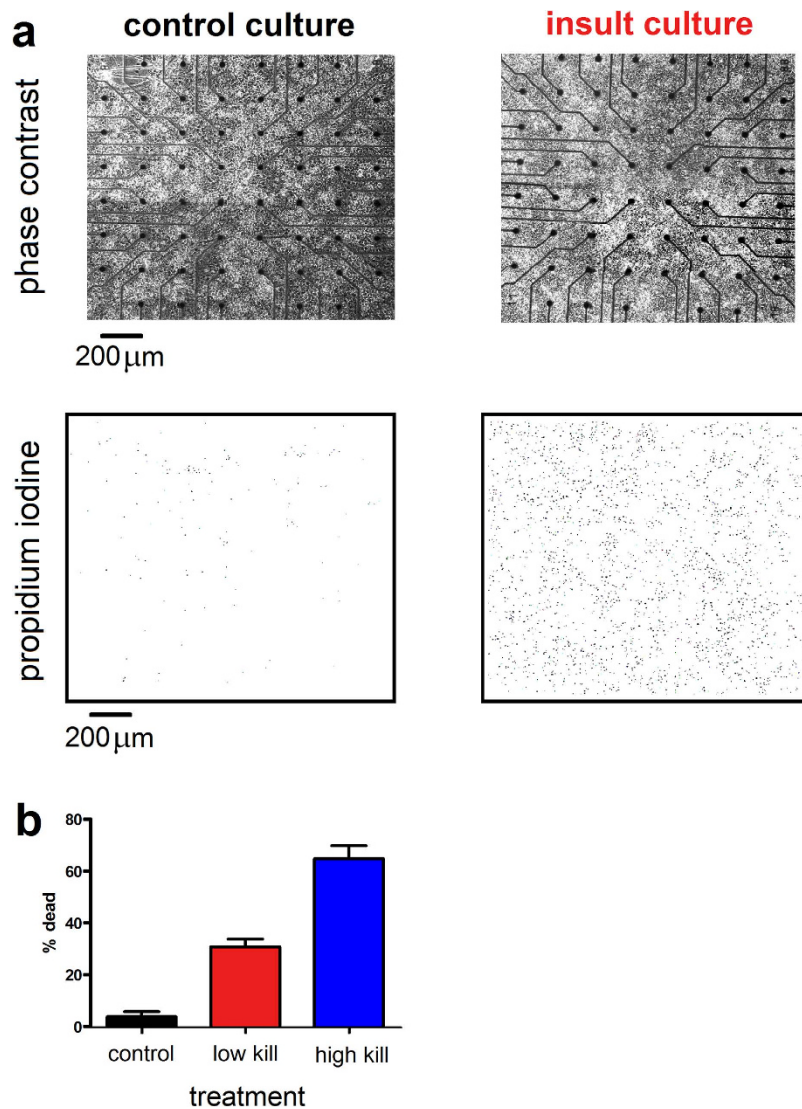 a
control culture
insult culture
phase contrast
200 μm
propidium iodine
200 μm
b
80
60
40
20
0
% dead
control
low kill
high kill
treatment